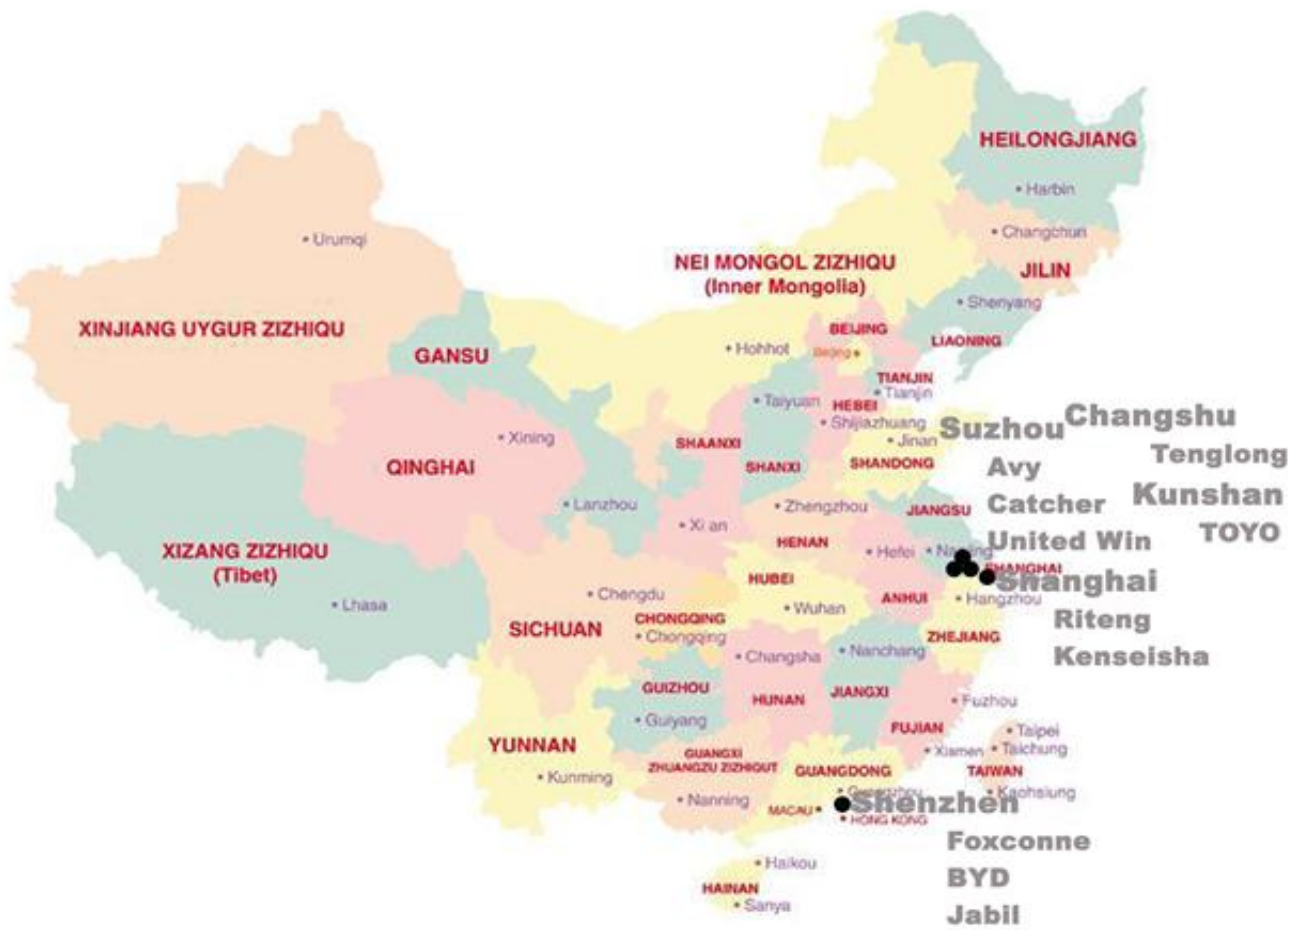 HEILONGJIANG
Harbin
Changchun
JILIN
Urumqi
NEI MONGOL ZIZHIQU
(Inner Mongolia)
Shenyang
LIAONING
XINJIANG UYGUR ZIZHIQU
GANSU
BEIJING
Beijing
Hohhot
TIANJIN
Tianjin
Taiyuan
HEBEI
Shijiazhuang
Jinan
SHAANXI
SHANXI
SHANDONG
Xining
QINGHAI
Lanzhou
Suzhou
Changshu
Avy
Tenglong
Catcher
Kunshan
United Win
TOYO
Zhengzhou
JIANGSU
Xi an
HENAN
Hefei
SHANGHAI
Shanghai
Riteng
Kenseisha
XIZANG ZIZHIQU
(Tibet)
Lhasa
HUBEI
ANHUI
Hangzhou
Chengdu
CHONGQING
Chongqing
Wuhan
SICHUAN
ZHEJIANG
Changsha
Nanchang
GUIZHOU
Guiyang
HUNAN
JIANGXI
Fuzhou
FUJIAN
Xiamen
Taipei
Taichung
TAIWAN
Kaohsiung
YUNNAN
Kunming
GUANGXI
ZHUANGZU ZIZHIQUT
Nanning
GUANGDONG
MACAU
Shenzhen
HONG KONG
Foxconne
BYD
Jabil
Haikou
HAINAN
Sanya